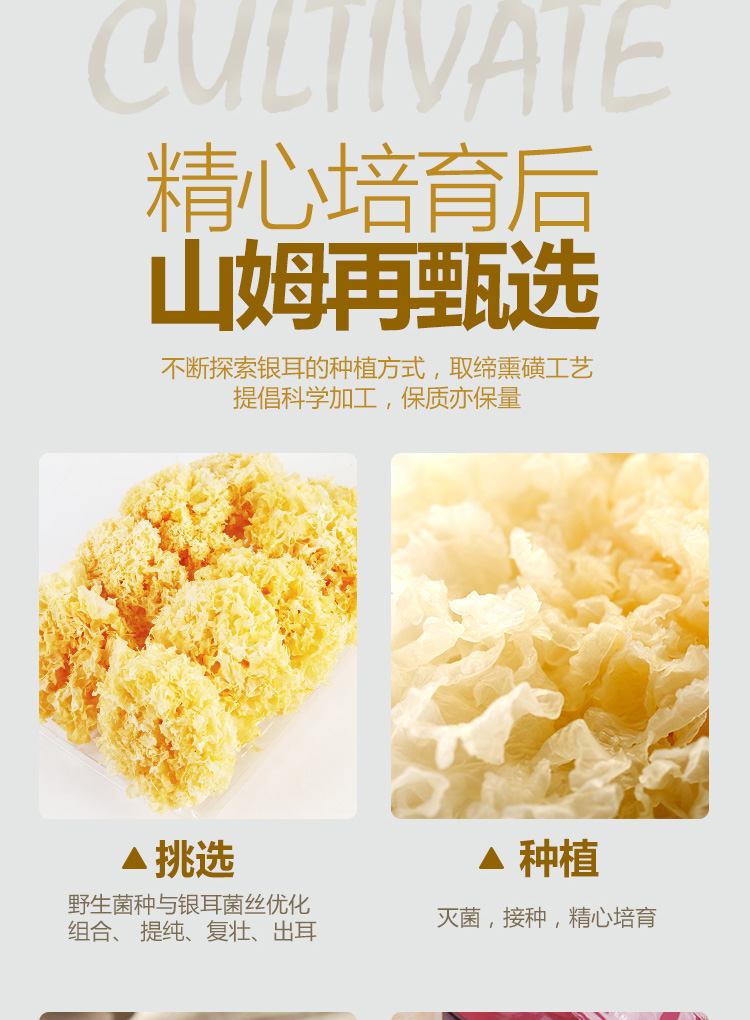 CULTIVATE
精心培育后
山姆再甄选
不断探索银耳的种植方式，取缔熏磺工艺
提倡科学加工，保质亦保量
▲挑选
▲种植
野生菌种与银耳菌丝优化
组合、 提纯、复壮、出耳
灭菌，接种，精心培育